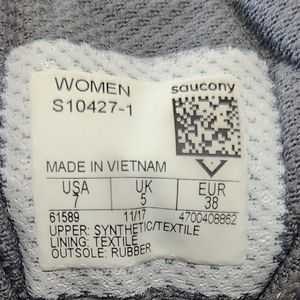 WOMEN saucony
S10427-1
MADE IN VIETNAM
USA UK EUR
7 5 38
61589 11/17 4700408862
UPPER: SYNTHETIC/TEXTILE
LINING: TEXTILE
OUTSOLE: RUBBER